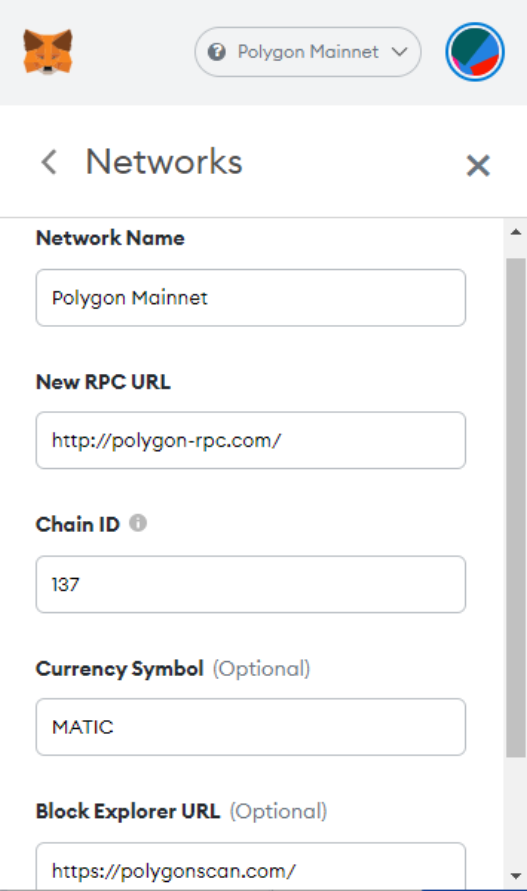 Polygon Mainnet
Networks
Network Name
Polygon Mainnet
New RPC URL
http://polygon-rpc.com/
Chain ID
137
Currency Symbol (Optional)
MATIC
Block Explorer URL (Optional)
https://polygonscan.com/